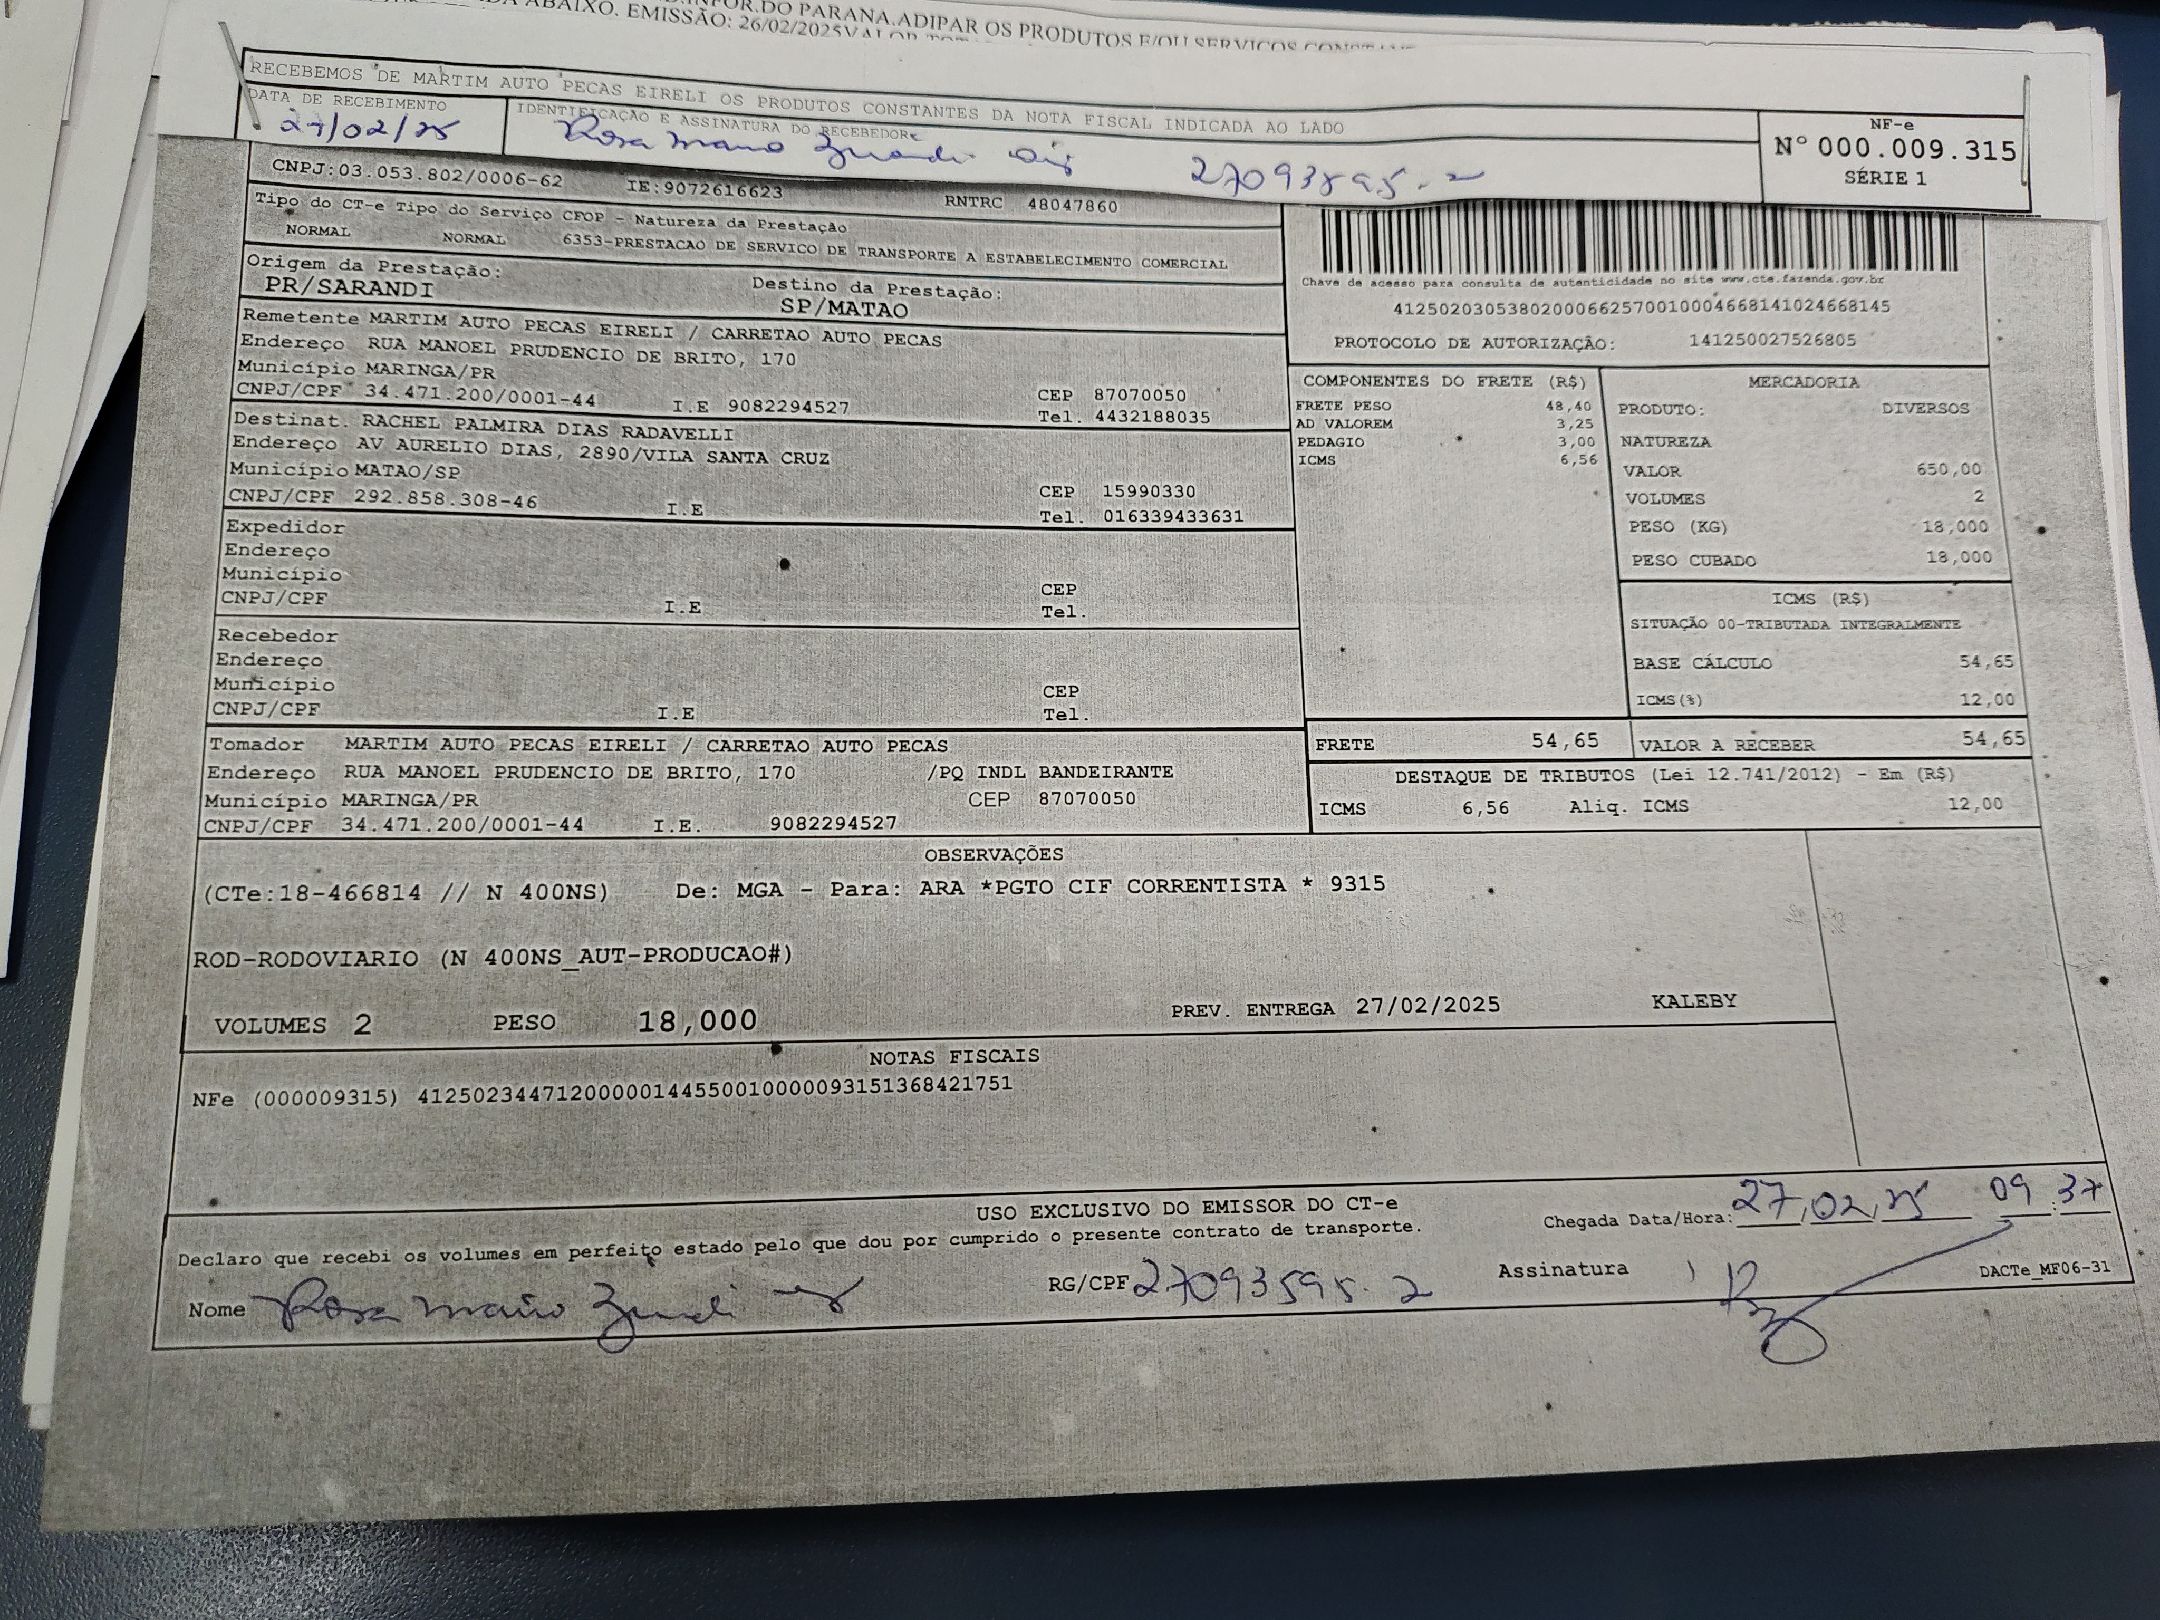 INFOR.DO PARANA.ADIPAR OS PRODUTOS E/OU SERVIÇOS
ABAIXO. EMISSÃO: 26/02/2025
RECEBEMOS DE MARTIM AUTO PECAS EIRELI OS PRODUTOS CONSTANTES DA NOTA FISCAL INDICADA AO LADO
DATA DE RECEBIMENTO
27/02/25
IDENTIFICAÇÃO E ASSINATURA DO RECEBEDOR
Rosa 27093595-2
NF-e
Nº 000.009.315
SÉRIE 1
CNPJ:03.053.802/0006-62 IE:9072616623 RNTRC 48047860
Tipo do CT-e Tipo do Serviço CFOP - Natureza da Prestação
NORMAL NORMAL 6353-PRESTACAO DE SERVICO DE TRANSPORTE A ESTABELECIMENTO COMERCIAL
Origem da Prestação: Destino da Prestação:
PR/SARANDI SP/MATAO
Chave de acesso para consulta de autenticidade no site www.cte.fazenda.gov.br
41250203053802000662570010004668141024668145
PROTOCOLO DE AUTORIZAÇÃO: 141250027526805
Remetente MARTIM AUTO PECAS EIRELI / CARRETAO AUTO PECAS
Endereço RUA MANOEL PRUDENCIO DE BRITO, 170
Município MARINGA/PR CEP 87070050
CNPJ/CPF 34.471.200/0001-44 I.E 9082294527 Tel. 4432188035
Destinat. RACHEL PALMIRA DIAS RADAVELLI
Endereço AV AURELIO DIAS, 2890/VILA SANTA CRUZ
Município MATAO/SP CEP 15990330
CNPJ/CPF 292.858.308-46 I.E Tel. 016339433631
Expedidor
Endereço
Município CEP
CNPJ/CPF I.E Tel.
Recebedor
Endereço
Município CEP
CNPJ/CPF I.E Tel.
Tomador MARTIM AUTO PECAS EIRELI / CARRETAO AUTO PECAS
Endereço RUA MANOEL PRUDENCIO DE BRITO, 170 /PQ INDL BANDEIRANTE
Município MARINGA/PR CEP 87070050
CNPJ/CPF 34.471.200/0001-44 I.E. 9082294527
COMPONENTES DO FRETE (R$)
FRETE PESO 48,40
AD VALOREM 3,25
PEDAGIO 3,00
ICMS 6,56
MERCADORIA
PRODUTO: DIVERSOS
NATUREZA
VALOR 650,00
VOLUMES 2
PESO (KG) 18,000
PESO CUBADO 18,000
ICMS (R$)
SITUAÇÃO 00-TRIBUTADA INTEGRALMENTE
BASE CÁLCULO 54,65
ICMS(%) 12,00
FRETE 54,65 VALOR A RECEBER 54,65
DESTAQUE DE TRIBUTOS (Lei 12.741/2012) - Em (R$)
ICMS 6,56 Aliq. ICMS 12,00
OBSERVAÇÕES
(CTe:18-466814 // N 400NS) De: MGA - Para: ARA *PGTO CIF CORRENTISTA * 9315
ROD-RODOVIARIO (N 400NS_AUT-PRODUCAO#)
VOLUMES 2 PESO 18,000 PREV. ENTREGA 27/02/2025 KALEBY
NOTAS FISCAIS
NFe (000009315) 41250234471200000144550010000093151368421751
USO EXCLUSIVO DO EMISSOR DO CT-e
Declaro que recebi os volumes em perfeito estado pelo que dou por cumprido o presente contrato de transporte.
Chegada Data/Hora: 27,02,25 09:37
Nome Rosa RG/CPF 27093595-2 Assinatura
DACTe_MF06-31